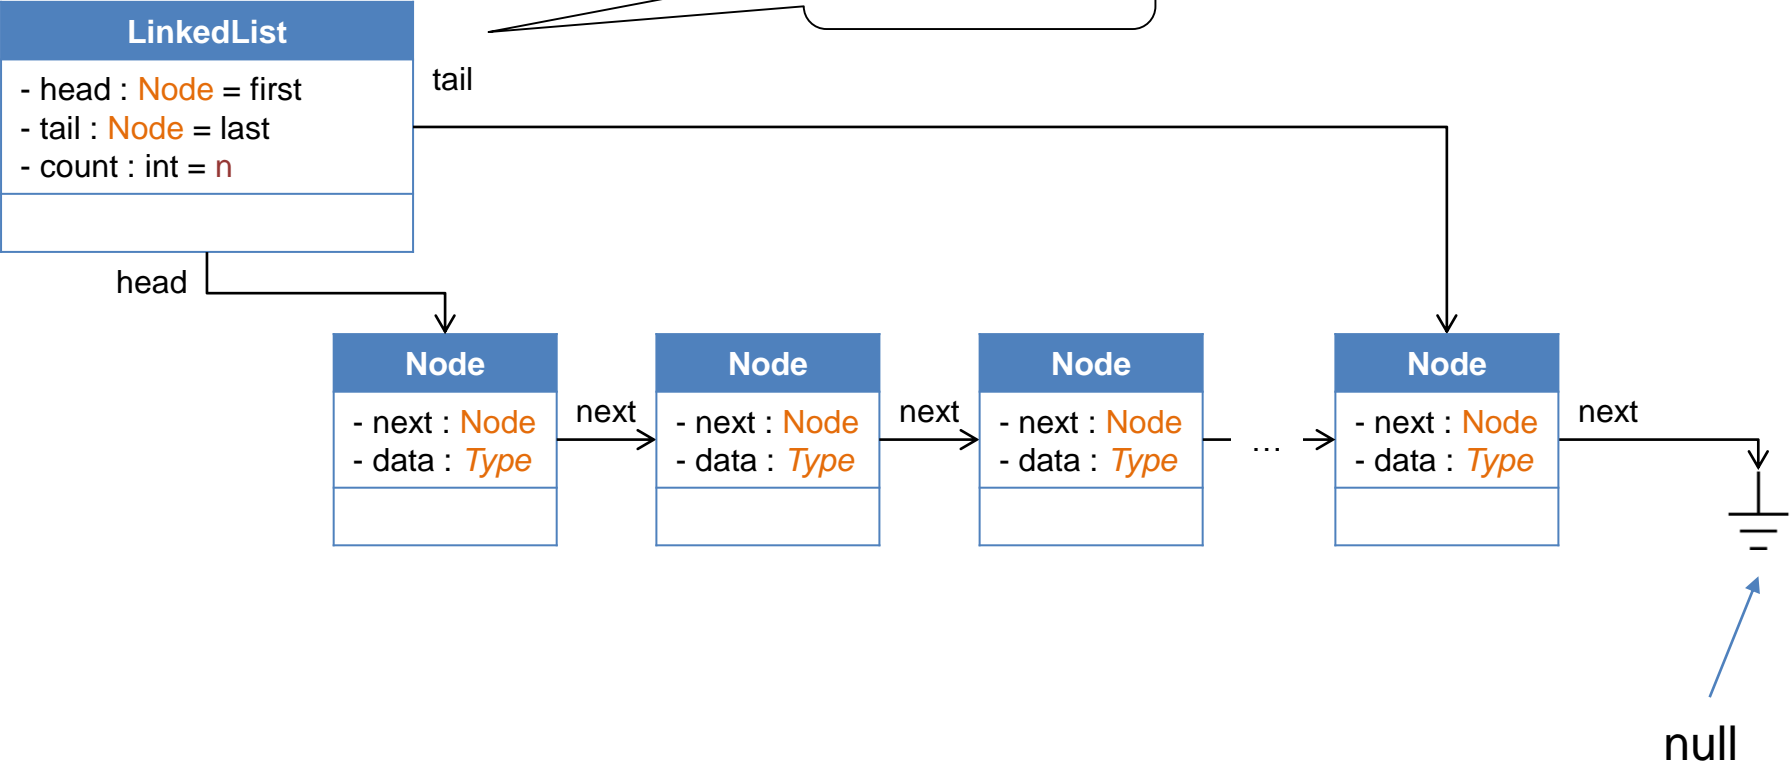 LinkedList
- head : Node = first
- tail : Node = last
- count : int = n
tail
head
Node
- next : Node
- data : Type
next
Node
- next : Node
- data : Type
next
Node
- next : Node
- data : Type
...
Node
- next : Node
- data : Type
next
null